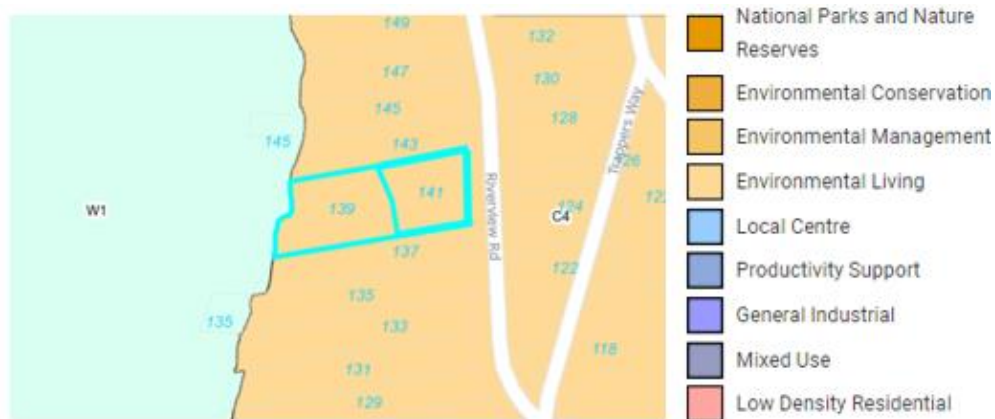 149
147
145
143
145
141
139
137
135
135
133
131
129
W1
Riverview Rd
Trappers Way
132
130
128
126
124
C4
122
118
National Parks and Nature
Reserves
Environmental Conservation
Environmental Management
Environmental Living
Local Centre
Productivity Support
General Industrial
Mixed Use
Low Density Residential